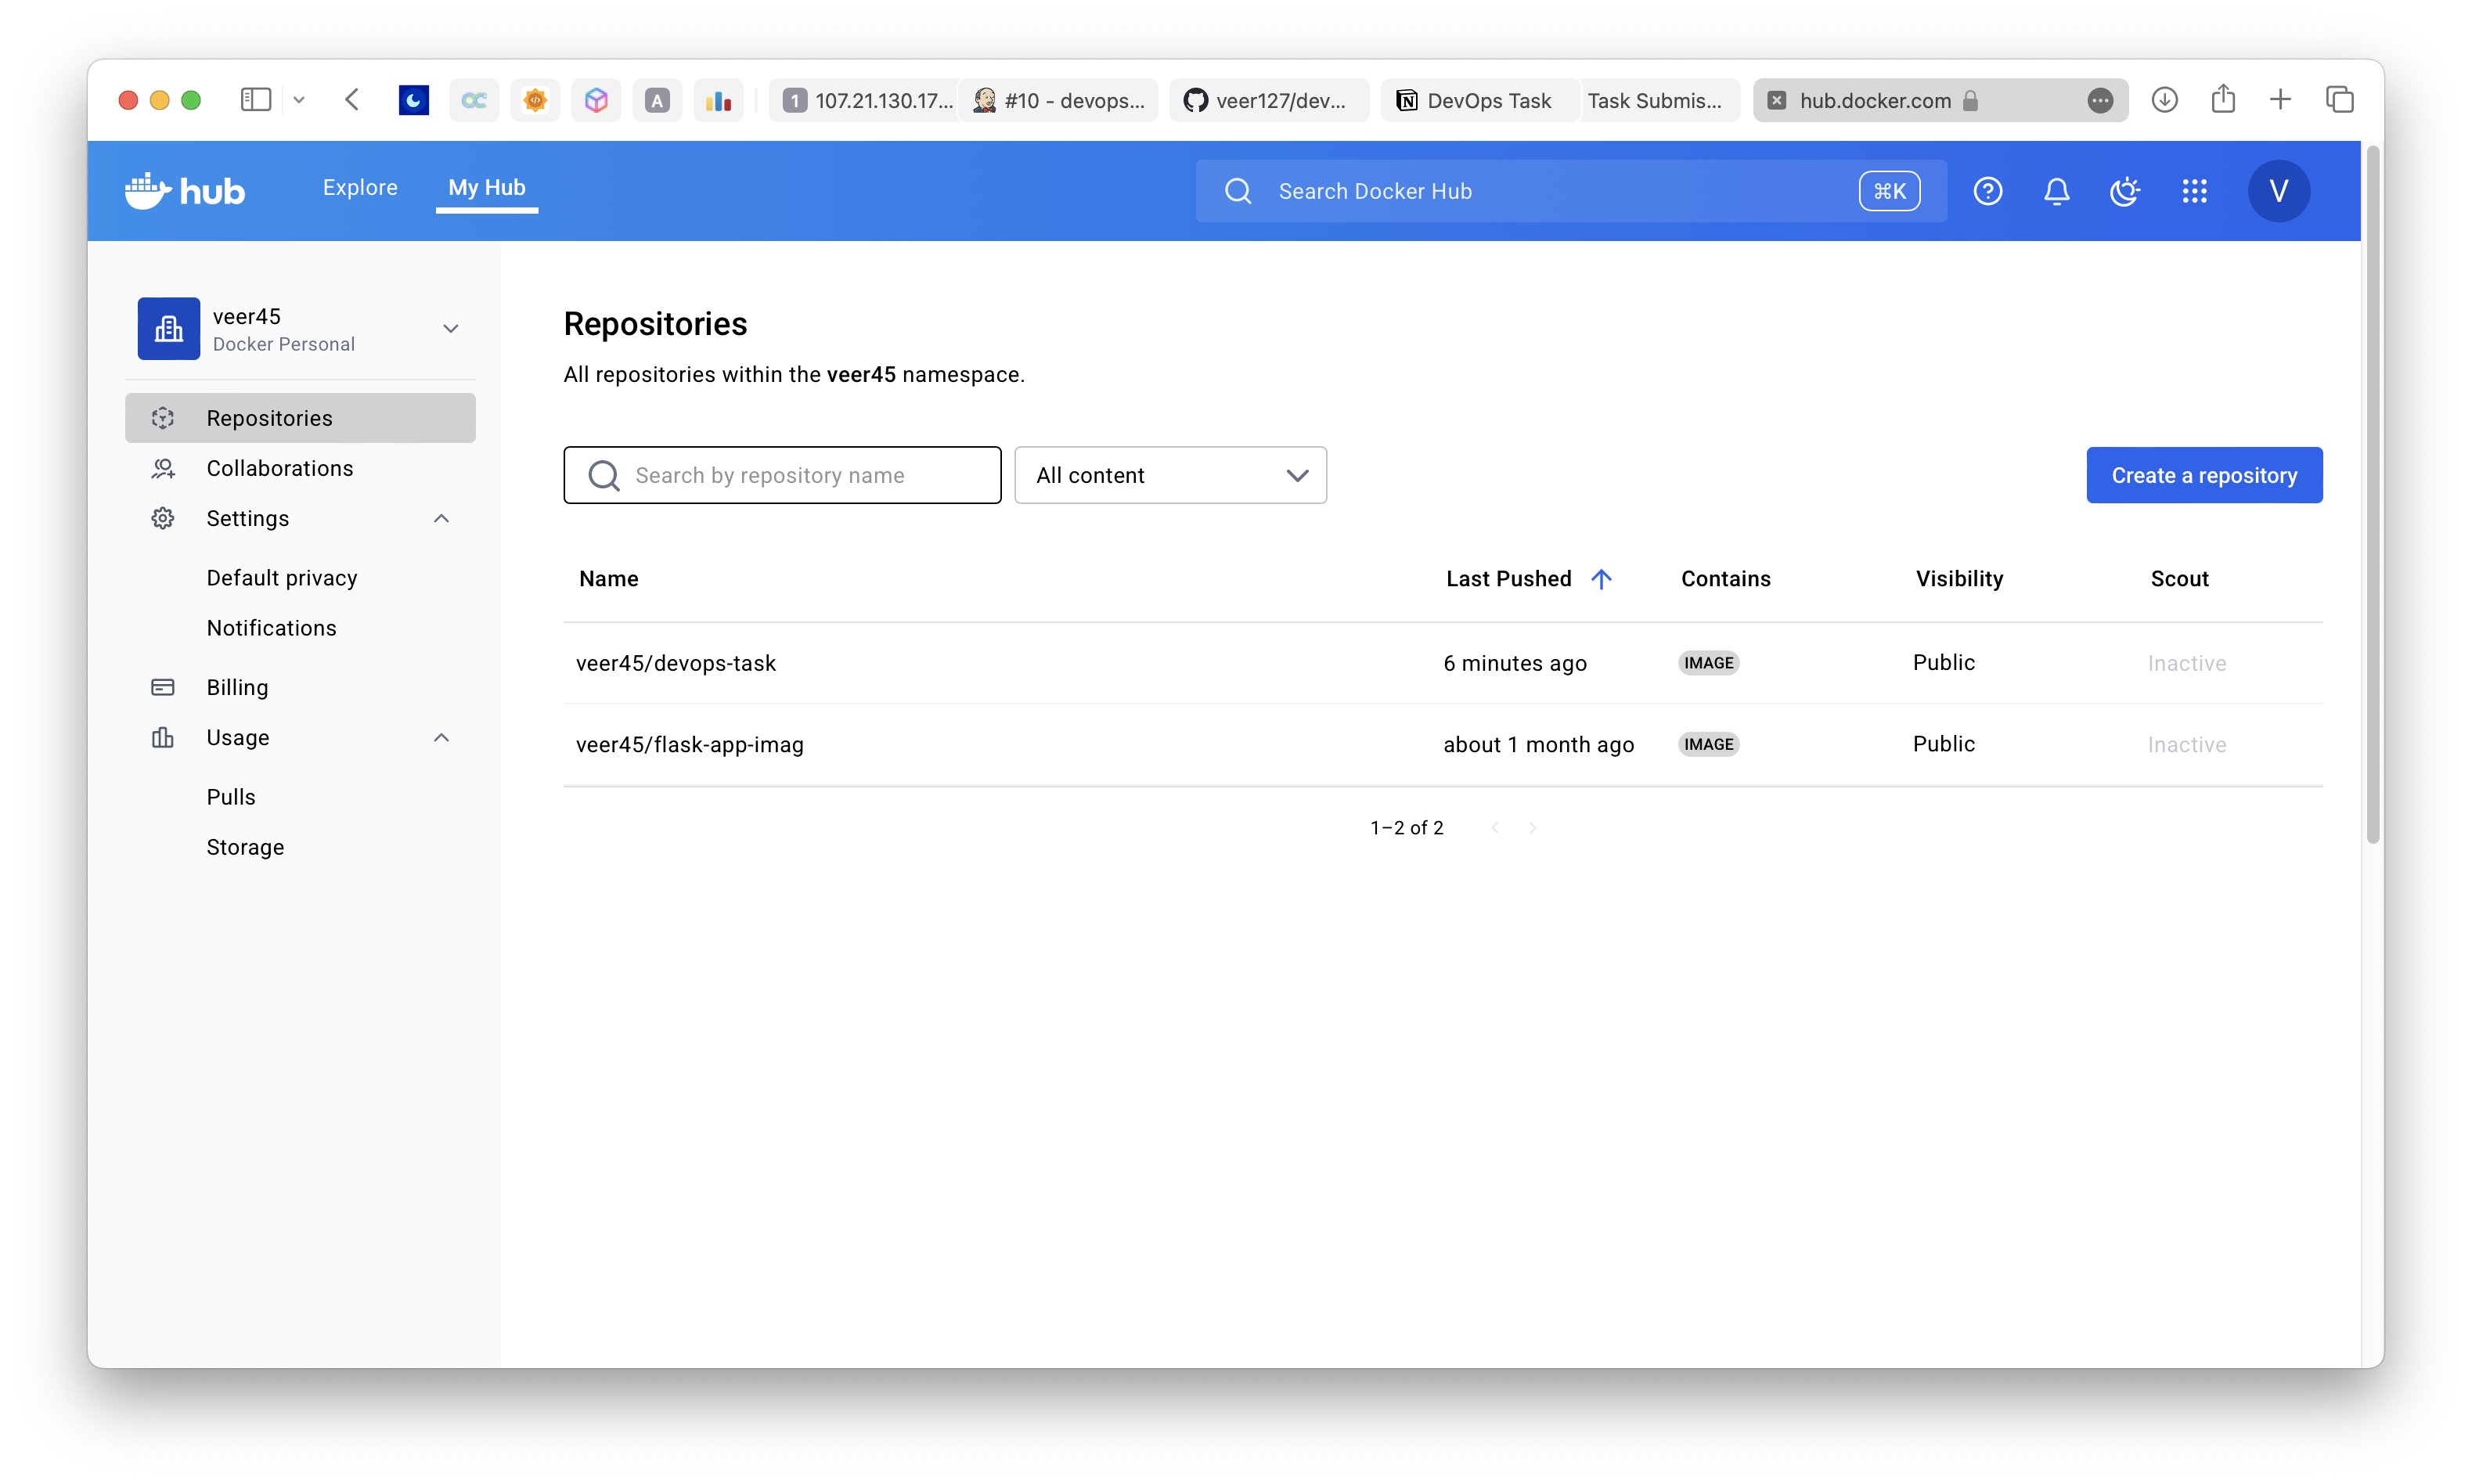 1 107.21.130.17... #10 - devops... veer127/dev... DevOps Task Task Submis... hub.docker.com
A
hub Explore My Hub Search Docker Hub ⌘K V
veer45
Docker Personal
Repositories
Collaborations
Settings
Default privacy
Notifications
Billing
Usage
Pulls
Storage
Repositories
All repositories within the veer45 namespace.
Search by repository name All content Create a repository
Name Last Pushed Contains Visibility Scout
veer45/devops-task 6 minutes ago IMAGE Public Inactive
veer45/flask-app-imag about 1 month ago IMAGE Public Inactive
1–2 of 2